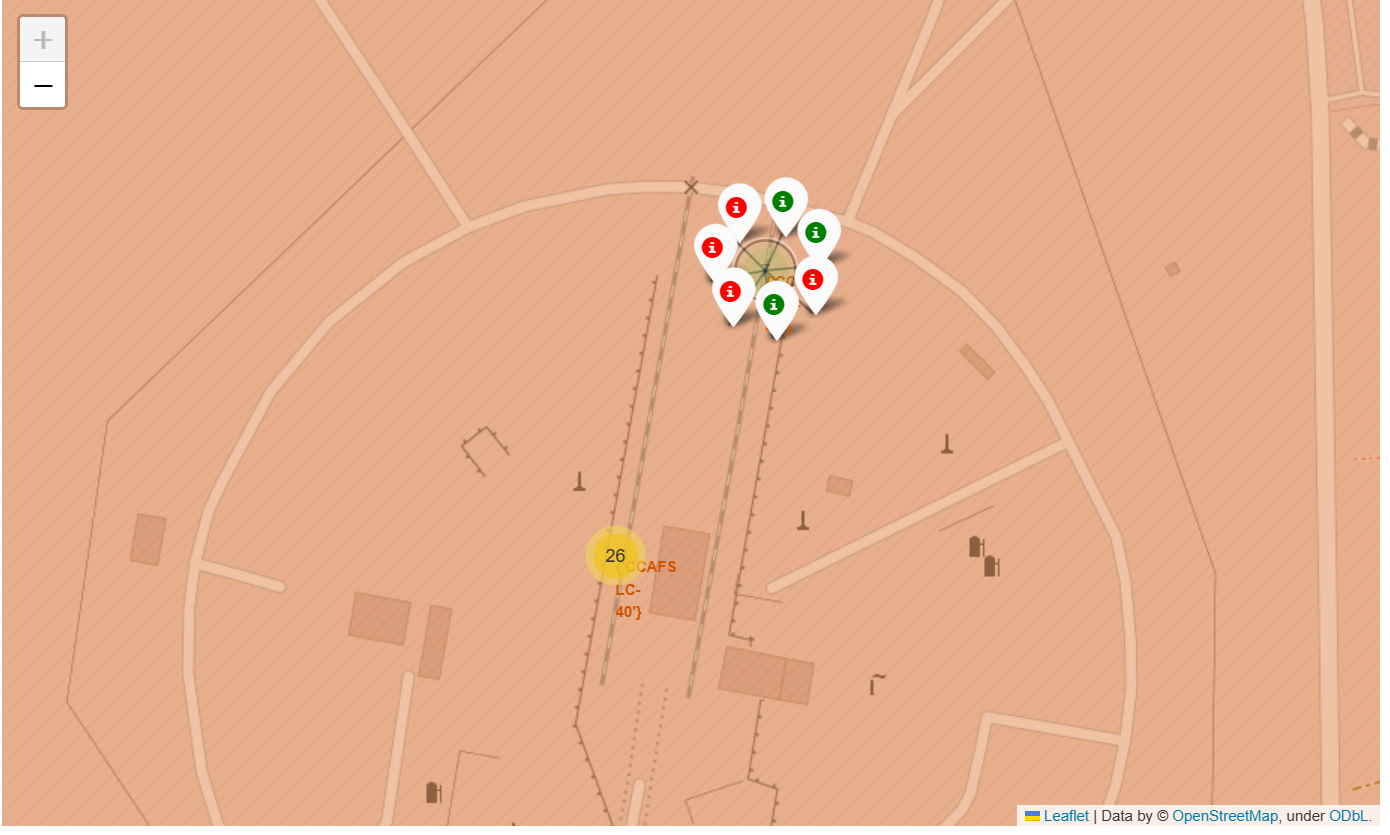 +
−
26
CCAFS
LC-
40'}
Leaflet | Data by © OpenStreetMap, under ODbL.